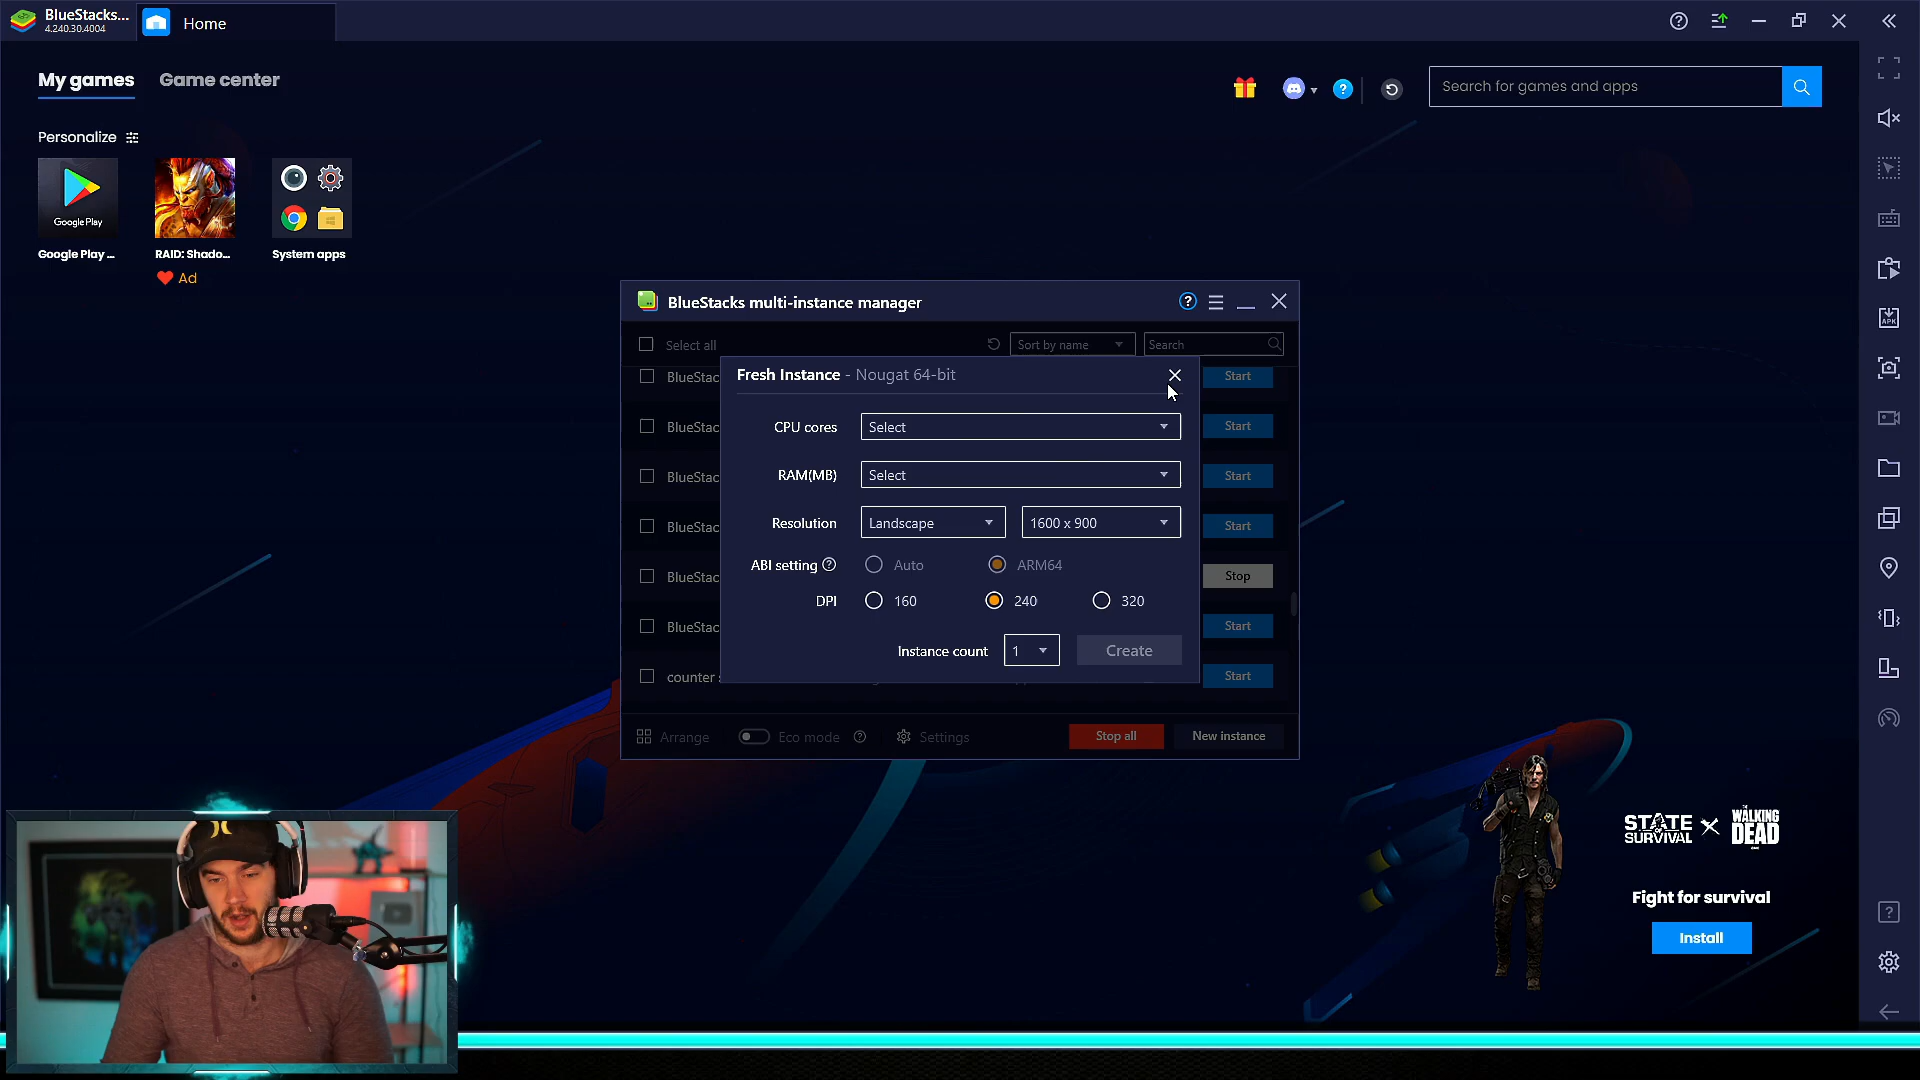 BlueStacks...
4.240.30.4004
Home
My games
Game center
Search for games and apps
Personalize
Google Play
Google Play ...
RAID: Shado...
System apps
Ad
BlueStacks multi-instance manager
Select all
Sort by name
Search
Fresh Instance - Nougat 64-bit
BlueStac
Start
CPU cores
Select
BlueStac
Start
RAM(MB)
Select
BlueStac
Start
Resolution
Landscape
1600 x 900
BlueStac
Start
ABI setting
Auto
ARM64
BlueStac
Stop
DPI
160
240
320
BlueStac
Start
Instance count
1
Create
counter
Start
Arrange
Eco mode
Settings
Stop all
New instance
APK
STATE OF SURVIVAL
X
THE WALKING DEAD
Fight for survival
Install